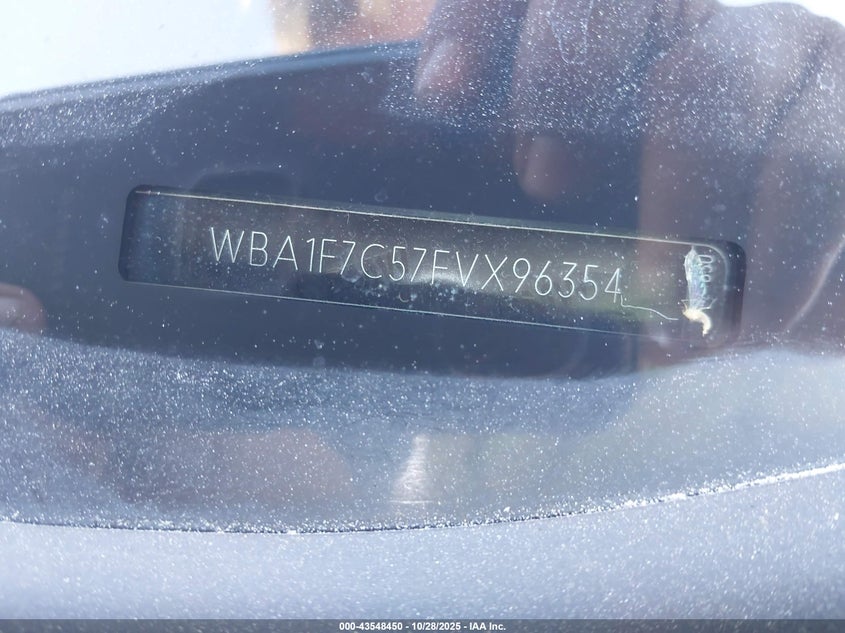 WBA1F7C57FVX96354
000-43548450 • 10/28/2025 • IAA Inc.